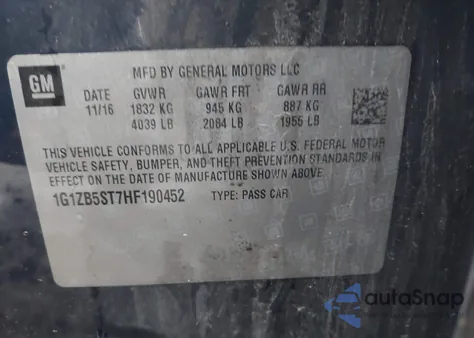 GM
MFD BY GENERAL MOTORS LLC
11/16 GVWR GAWR FRT GAWR RR
1832 KG 945 KG 887 KG
4039 LB 2084 LB 1955 LB
THIS VEHICLE CONFORMS TO ALL APPLICABLE U.S. FEDERAL MOTOR
VEHICLE SAFETY, BUMPER, AND THEFT PREVENTION STANDARDS IN
EFFECT ON THE DATE OF MANUFACTURE SHOWN ABOVE.
1G1ZB5ST7HF190452 TYPE: PASS CAR
autoSnap